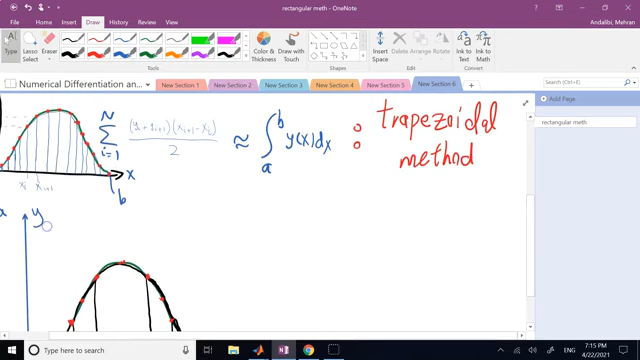 rectangular meth - OneNote
Andalibi, Mehran
File Home Insert Draw History Review View
Type
Lasso Select
Eraser
Pen
Color & Thickness
Insert Space
Delete Arrange Rotate
Ink to Text
Ink to Math
Tools
Shapes
Edit
Convert
Numerical Differentiation an
New Section 1
New Section 2
New Section 3
New Section 4
New Section 5
New Section 6
Search (Ctrl+E)
Add Page
rectangular meth
N
∑
i=1
(yi + yi+1)(xi+1 - xi)
2
≈ ∫ a b y(x)dx : trapezoidal
method
xi xi+1
x
b
a
y
Type here to search
ENG
7:15 PM
4/22/2021